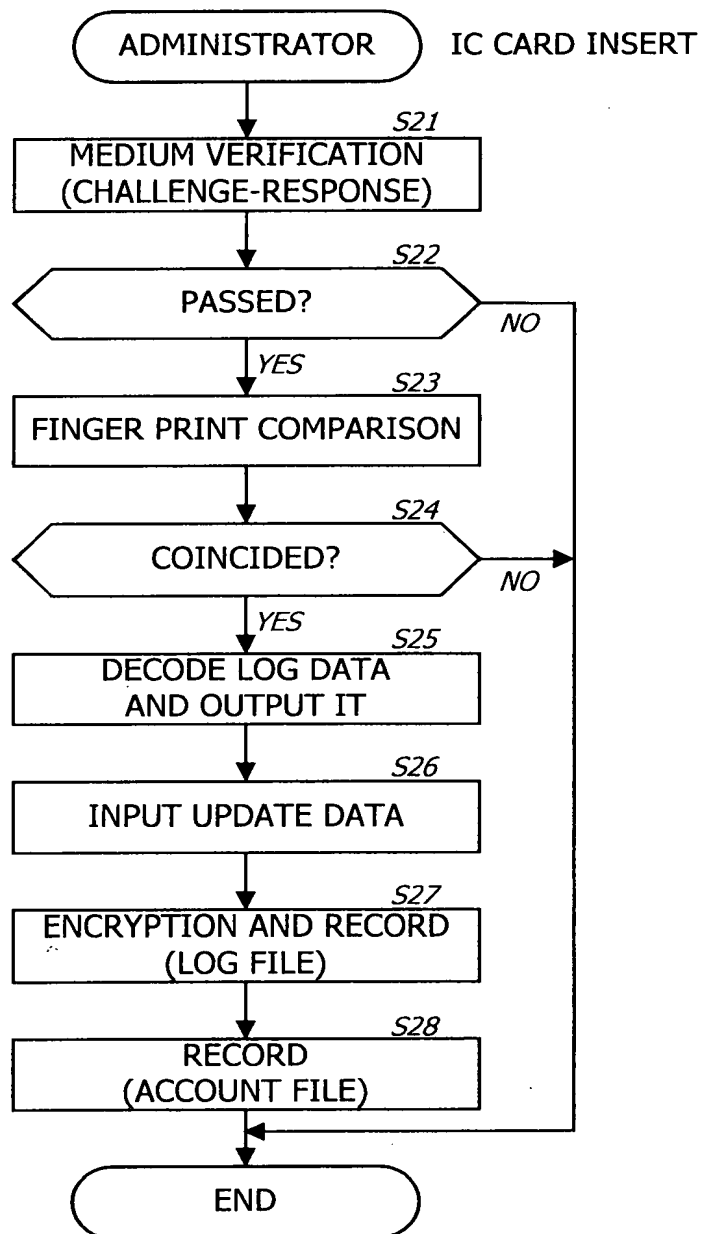 ADMINISTRATOR
IC CARD INSERT
S21
MEDIUM VERIFICATION
(CHALLENGE-RESPONSE)
S22
PASSED?
NO
YES
S23
FINGER PRINT COMPARISON
S24
COINCIDED?
NO
YES
S25
DECODE LOG DATA
AND OUTPUT IT
S26
INPUT UPDATE DATA
S27
ENCRYPTION AND RECORD
(LOG FILE)
S28
RECORD
(ACCOUNT FILE)
END